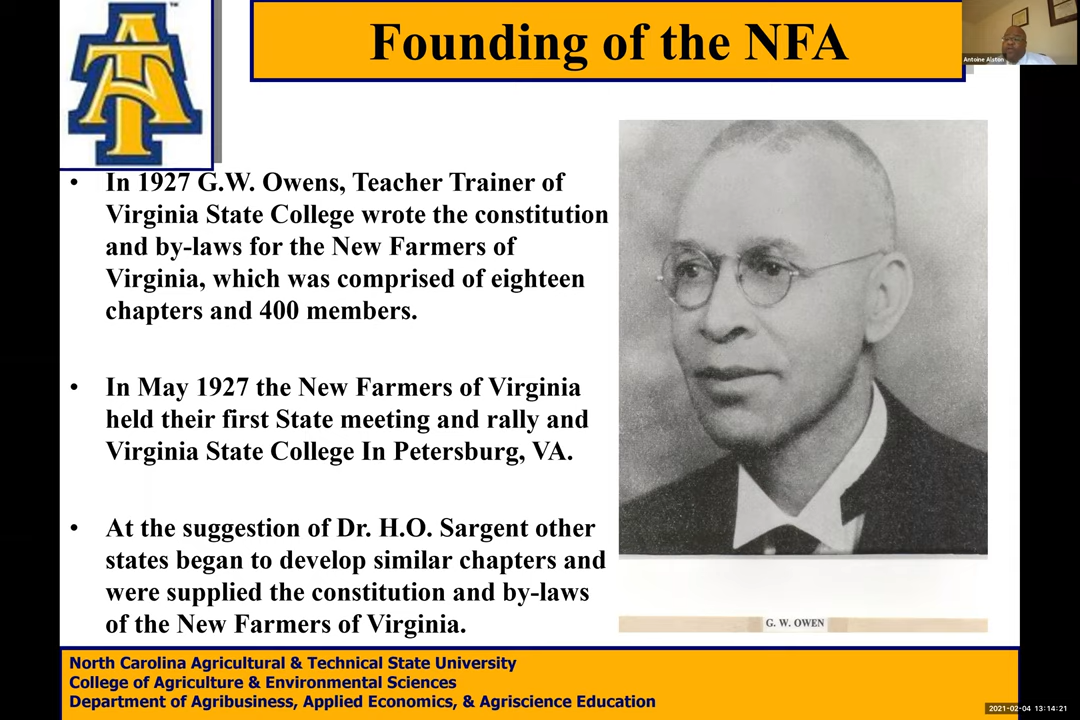 Founding of the NFA
Antoine Alston
• In 1927 G.W. Owens, Teacher Trainer of
Virginia State College wrote the constitution
and by-laws for the New Farmers of
Virginia, which was comprised of eighteen
chapters and 400 members.
• In May 1927 the New Farmers of Virginia
held their first State meeting and rally and
Virginia State College In Petersburg, VA.
• At the suggestion of Dr. H.O. Sargent other
states began to develop similar chapters and
were supplied the constitution and by-laws
of the New Farmers of Virginia.
G. W. OWEN
North Carolina Agricultural & Technical State University
College of Agriculture & Environmental Sciences
Department of Agribusiness, Applied Economics, & Agriscience Education
2021-02-04 13:14:21
AT
TM